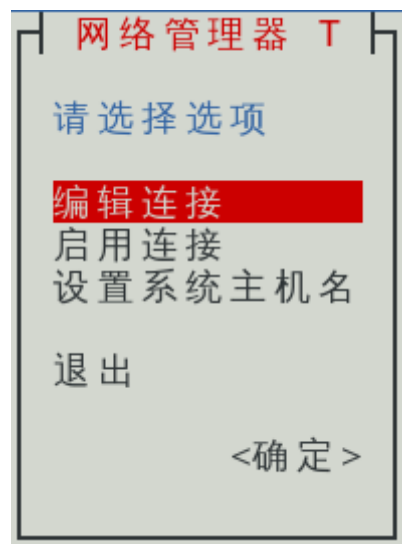 网络管理器 T
请选择选项
编辑连接
启用连接
设置系统主机名
退出
<确定>